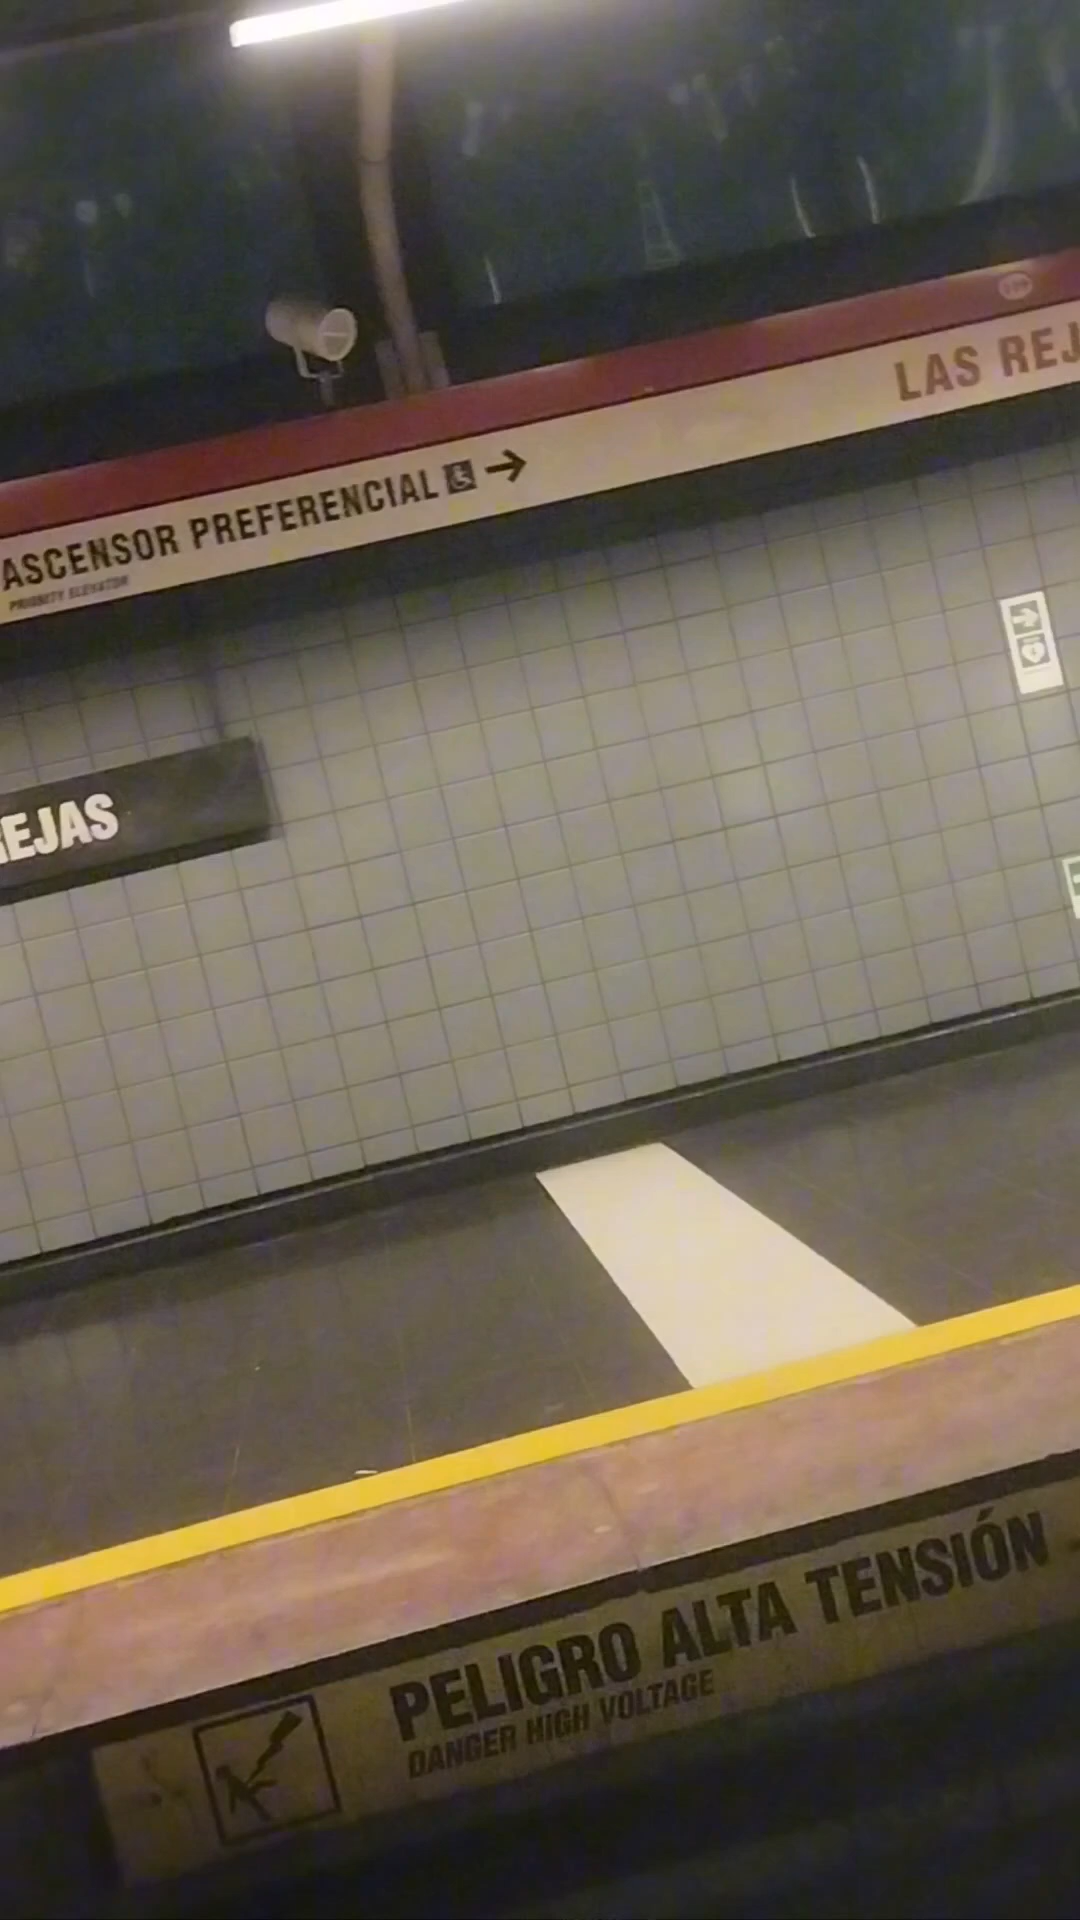 LAS REJ
ASCENSOR PREFERENCIAL
PRIORITY ELEVATOR
REJAS
PELIGRO ALTA TENSIÓN
DANGER HIGH VOLTAGE